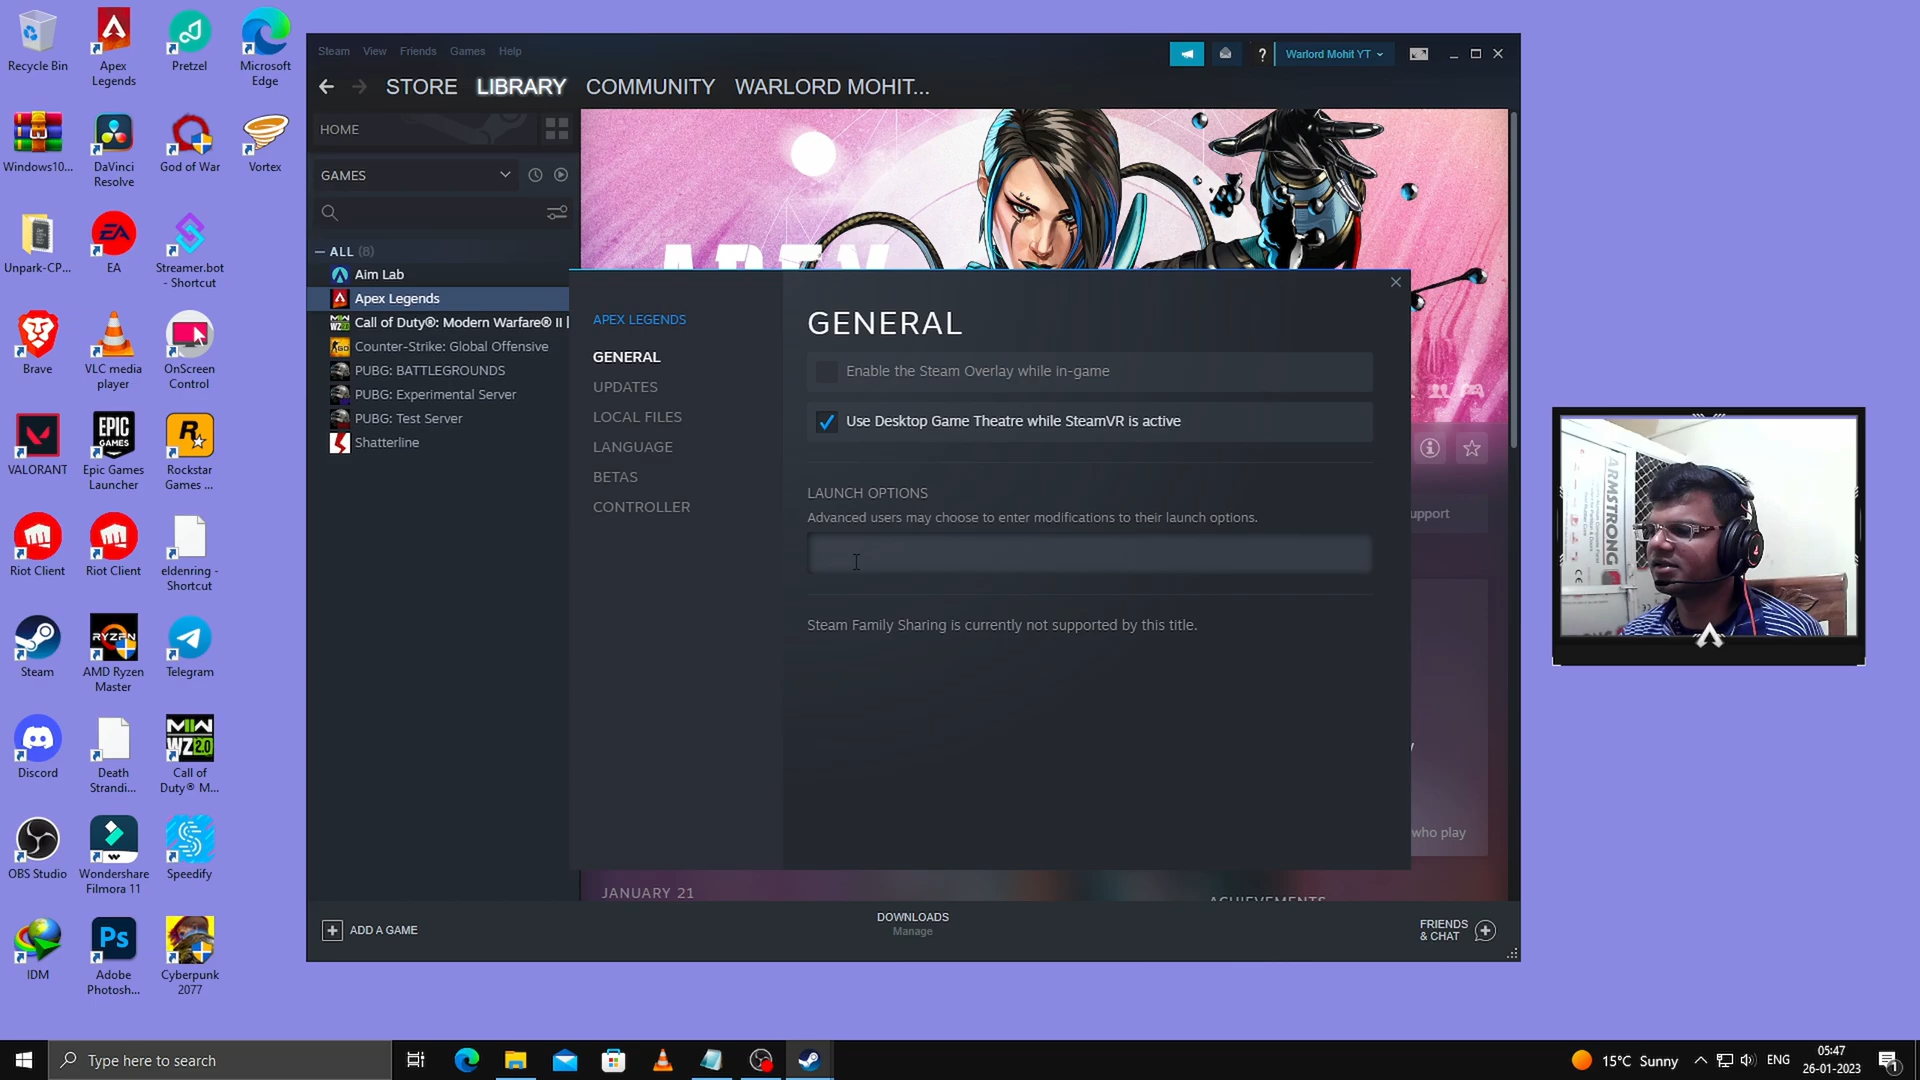 Recycle Bin
Apex
Legends
Pretzel
Microsoft
Edge
Windows10...
DaVinci
Resolve
God of War
Vortex
Unpark-CP...
EA
Streamer.bot
- Shortcut
Brave
VLC media
player
OnScreen
Control
VALORANT
Epic Games
Launcher
Rockstar
Games ...
Riot Client
Riot Client
eldenring -
Shortcut
Steam
AMD Ryzen
Master
Telegram
Discord
Death
Strandi...
Call of
Duty® M...
OBS Studio
Wondershare
Filmora 11
Speedify
IDM
Adobe
Photosh...
Cyberpunk
2077
Steam View Friends Games Help
Warlord Mohit YT
STORE LIBRARY COMMUNITY WARLORD MOHIT...
HOME
GAMES
ALL (8)
Aim Lab
Apex Legends
Call of Duty®: Modern Warfare® II
Counter-Strike: Global Offensive
PUBG: BATTLEGROUNDS
PUBG: Experimental Server
PUBG: Test Server
Shatterline
APEX LEGENDS
GENERAL
UPDATES
LOCAL FILES
LANGUAGE
BETAS
CONTROLLER
GENERAL
Enable the Steam Overlay while in-game
Use Desktop Game Theatre while SteamVR is active
LAUNCH OPTIONS
Advanced users may choose to enter modifications to their launch options.
Steam Family Sharing is currently not supported by this title.
who play
JANUARY 21
ACHIEVEMENTS
ADD A GAME
DOWNLOADS
Manage
FRIENDS
& CHAT
ARMSTRONG
Type here to search
15°C Sunny
ENG
05:47
26-01-2023